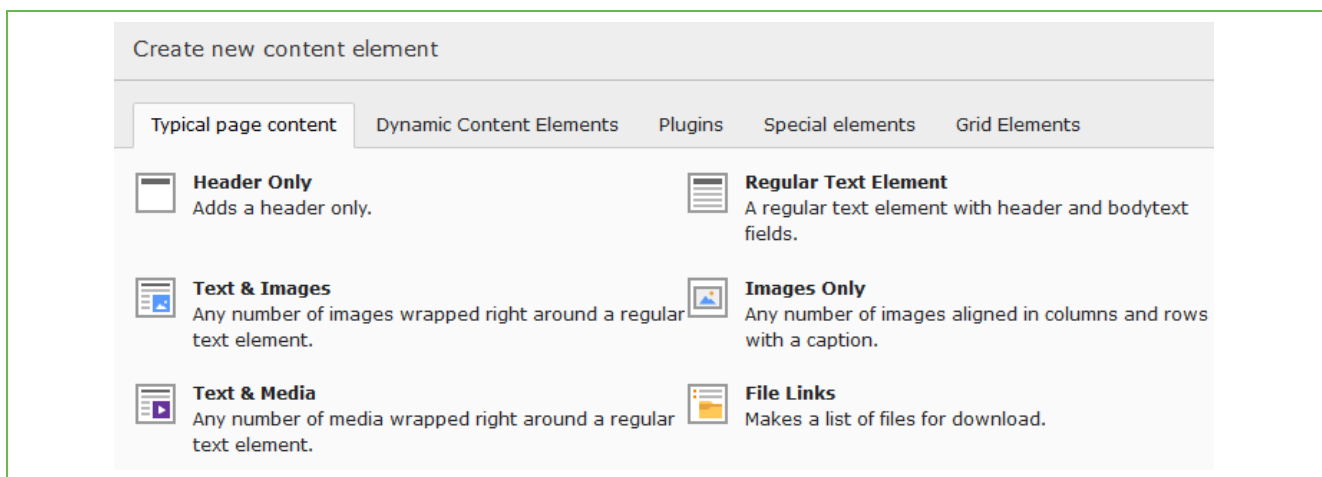 Create new content element
Typical page content Dynamic Content Elements Plugins Special elements Grid Elements
Header Only
Adds a header only.
Regular Text Element
A regular text element with header and bodytext
fields.
Text & Images
Any number of images wrapped right around a regular
text element.
Images Only
Any number of images aligned in columns and rows
with a caption.
Text & Media
Any number of media wrapped right around a regular
text element.
File Links
Makes a list of files for download.